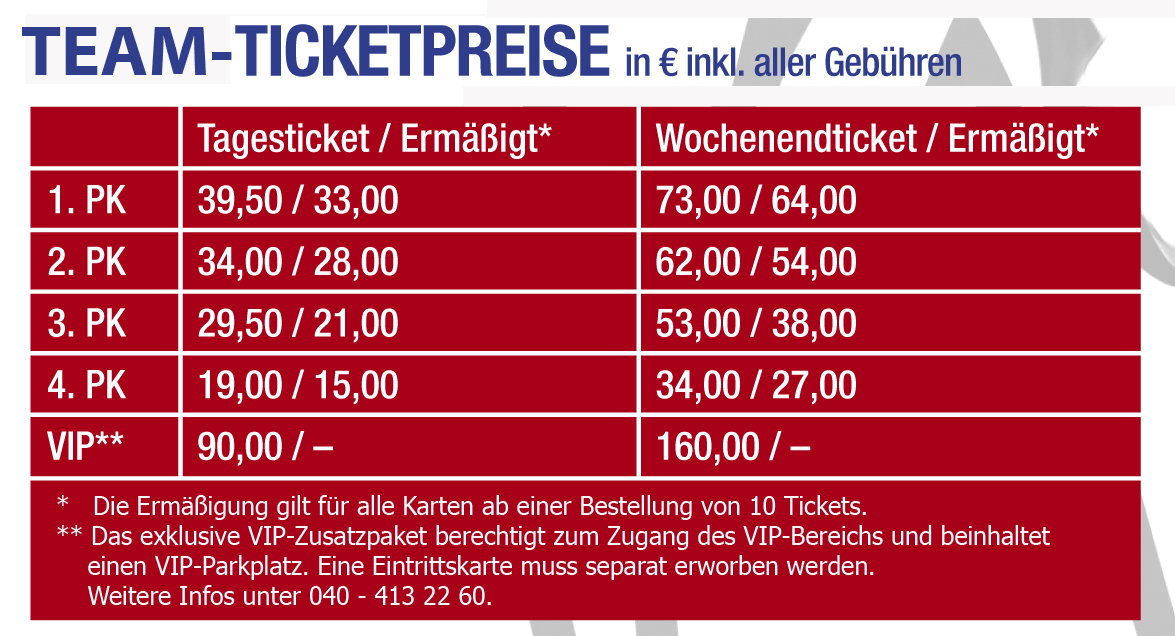 TEAM-TICKETPREISE in € inkl. aller Gebühren
Tagesticket / Ermäßigt* Wochenendticket / Ermäßigt*
1. PK 39,50 / 33,00 73,00 / 64,00
2. PK 34,00 / 28,00 62,00 / 54,00
3. PK 29,50 / 21,00 53,00 / 38,00
4. PK 19,00 / 15,00 34,00 / 27,00
VIP** 90,00 / – 160,00 / –
* Die Ermäßigung gilt für alle Karten ab einer Bestellung von 10 Tickets.
** Das exklusive VIP-Zusatzpaket berechtigt zum Zugang des VIP-Bereichs und beinhaltet
einen VIP-Parkplatz. Eine Eintrittskarte muss separat erworben werden.
Weitere Infos unter 040 - 413 22 60.